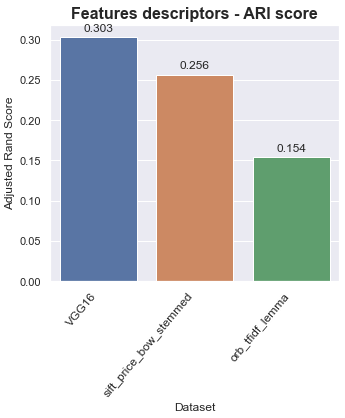 Features descriptors - ARI score
0.303
0.256
0.154
0.30
0.25
0.20
0.15
0.10
0.05
0.00
Adjusted Rand Score
VGG16
sift_price_bow_stemmed
orb_tfidf_lemma
Dataset